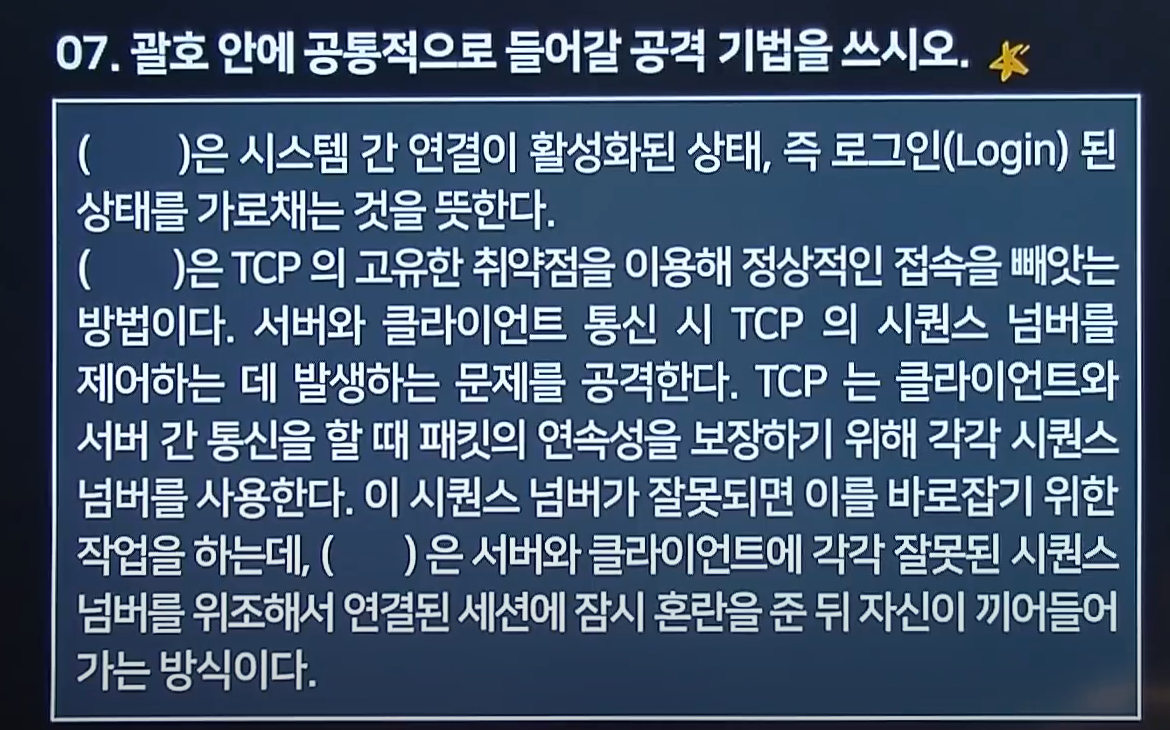 07. 괄호 안에 공통적으로 들어갈 공격 기법을 쓰시오.
(      )은 시스템 간 연결이 활성화된 상태, 즉 로그인(Login) 된
상태를 가로채는 것을 뜻한다.
(      )은 TCP 의 고유한 취약점을 이용해 정상적인 접속을 빼앗는
방법이다. 서버와 클라이언트 통신 시 TCP 의 시퀀스 넘버를
제어하는 데 발생하는 문제를 공격한다. TCP 는 클라이언트와
서버 간 통신을 할 때 패킷의 연속성을 보장하기 위해 각각 시퀀스
넘버를 사용한다. 이 시퀀스 넘버가 잘못되면 이를 바로잡기 위한
작업을 하는데, (      ) 은 서버와 클라이언트에 각각 잘못된 시퀀스
넘버를 위조해서 연결된 세션에 잠시 혼란을 준 뒤 자신이 끼어들어
가는 방식이다.